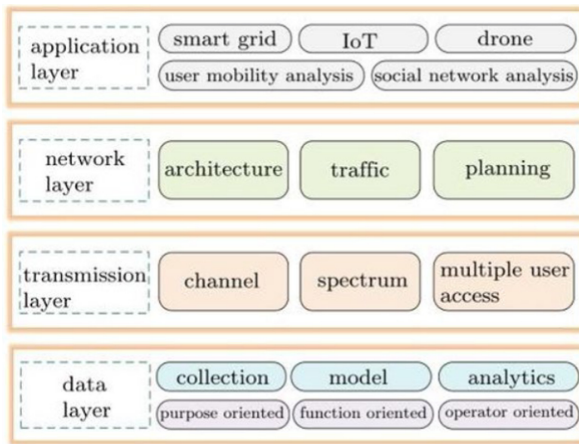 application
layer
smart grid
IoT
drone
user mobility analysis
social network analysis
network
layer
architecture
traffic
planning
transmission
layer
channel
spectrum
multiple user
access
data
layer
collection
model
analytics
purpose oriented
function oriented
operator oriented